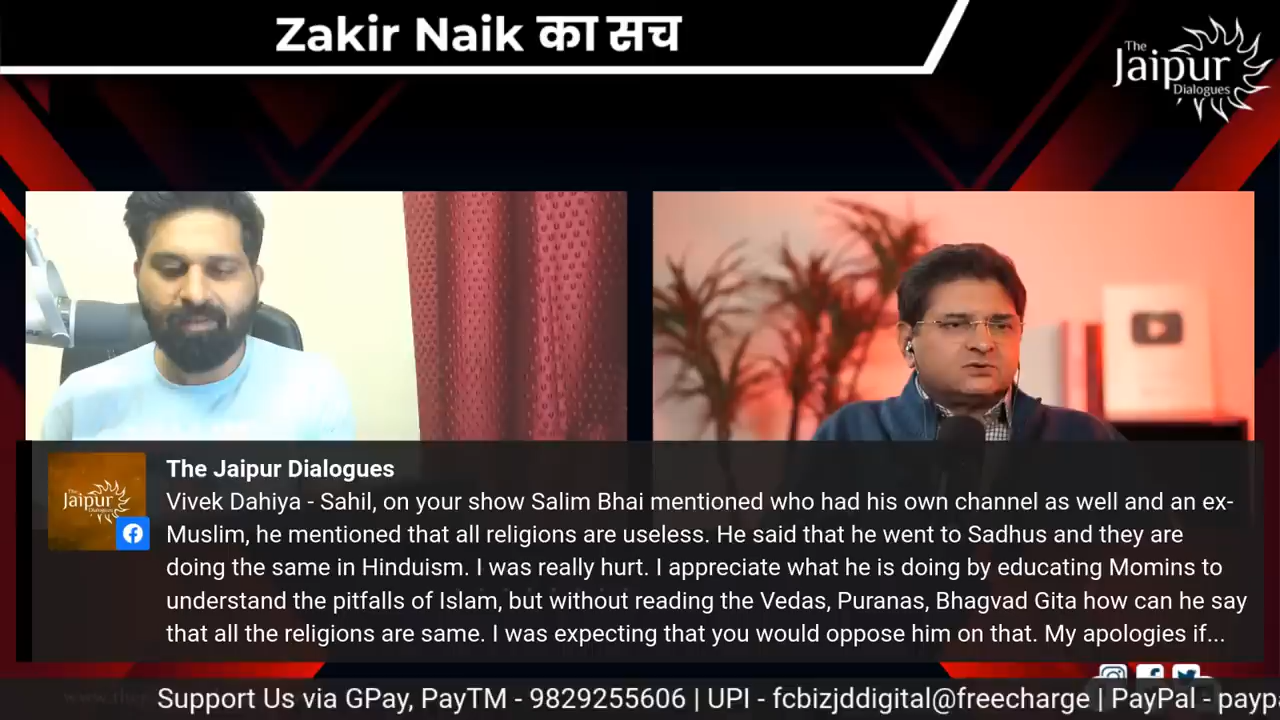 Zakir Naik का सच
The
Jaipur
Dialogues
The Jaipur Dialogues
Vivek Dahiya - Sahil, on your show Salim Bhai mentioned who had his own channel as well and an ex-
Muslim, he mentioned that all religions are useless. He said that he went to Sadhus and they are
doing the same in Hinduism. I was really hurt. I appreciate what he is doing by educating Momins to
understand the pitfalls of Islam, but without reading the Vedas, Puranas, Bhagvad Gita how can he say
that all the religions are same. I was expecting that you would oppose him on that. My apologies if...
The
Jaipur
Dialogues
Support Us via GPay, PayTM - 9829255606 | UPI - fcbizjddigital@freecharge | PayPal - payp